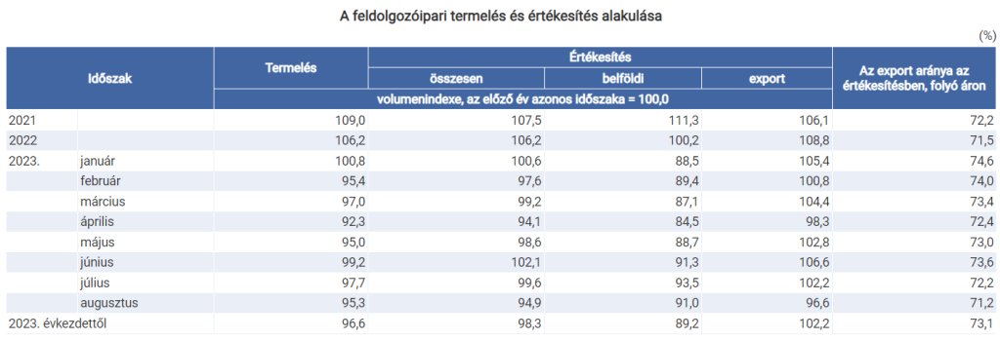 A feldolgozóipari termelés és értékesítés alakulása
(%)
Időszak Termelés Értékesítés Az export aránya az értékesítésben, folyó áron
összesen belföldi export
volumenindexe, az előző év azonos időszaka = 100,0
2021 109,0 107,5 111,3 106,1 72,2
2022 106,2 106,2 100,2 108,8 71,5
2023. január 100,8 100,6 88,5 105,4 74,6
február 95,4 97,6 89,4 100,8 74,0
március 97,0 99,2 87,1 104,4 73,4
április 92,3 94,1 84,5 98,3 72,4
május 95,0 98,6 88,7 102,8 73,0
június 99,2 102,1 91,3 106,6 73,6
július 97,7 99,6 93,5 102,2 72,2
augusztus 95,3 94,9 91,0 96,6 71,2
2023. évkezdettől 96,6 98,3 89,2 102,2 73,1